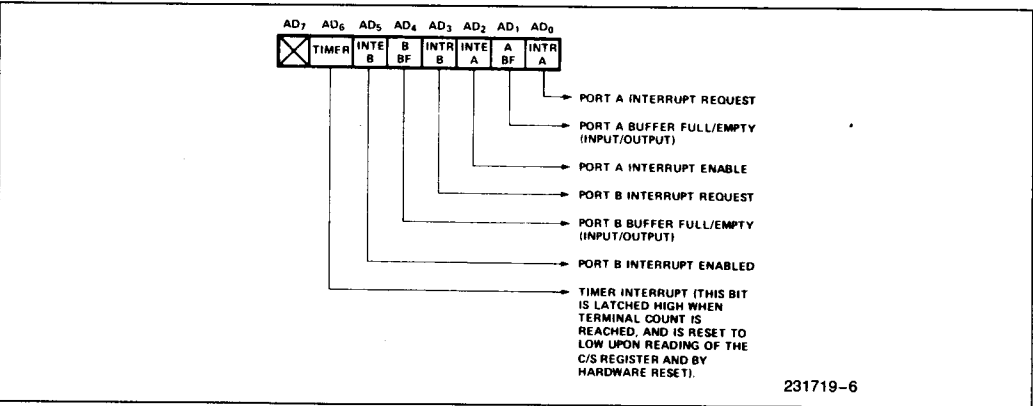 AD7 AD6 AD5 AD4 AD3 AD2 AD1 AD0
TIMER INTE B B BF INTR B INTE A A BF INTR A
PORT A INTERRUPT REQUEST
PORT A BUFFER FULL/EMPTY
(INPUT/OUTPUT)
PORT A INTERRUPT ENABLE
PORT B INTERRUPT REQUEST
PORT B BUFFER FULL/EMPTY
(INPUT/OUTPUT)
PORT B INTERRUPT ENABLED
TIMER INTERRUPT (THIS BIT
IS LATCHED HIGH WHEN
TERMINAL COUNT IS
REACHED, AND IS RESET TO
LOW UPON READING OF THE
C/S REGISTER AND BY
HARDWARE RESET).
231719-6